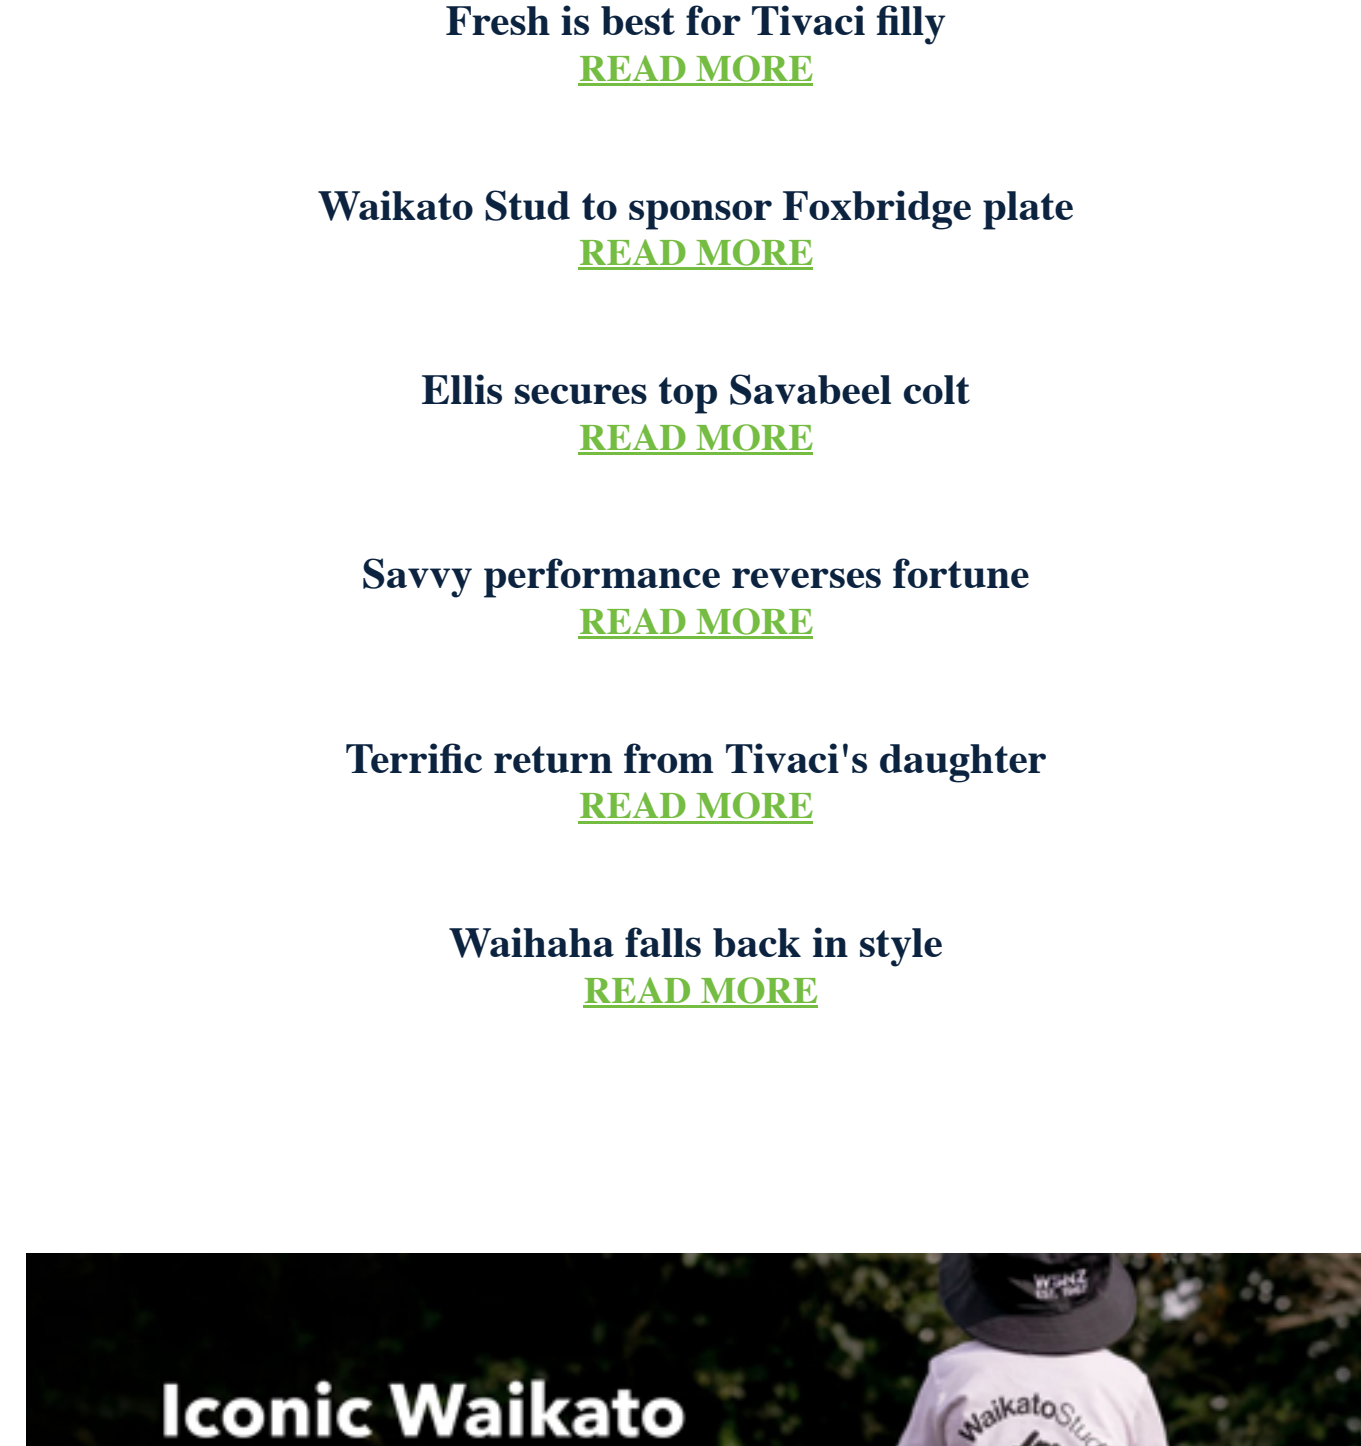 Fresh is best for Tivaci filly
READ MORE
Waikato Stud to sponsor Foxbridge plate
READ MORE
Ellis secures top Savabeel colt
READ MORE
Savvy performance reverses fortune
READ MORE
Terrific return from Tivaci's daughter
READ MORE
Waihaha falls back in style
READ MORE
WSNZ
Iconic Waikato
WaikatoStud